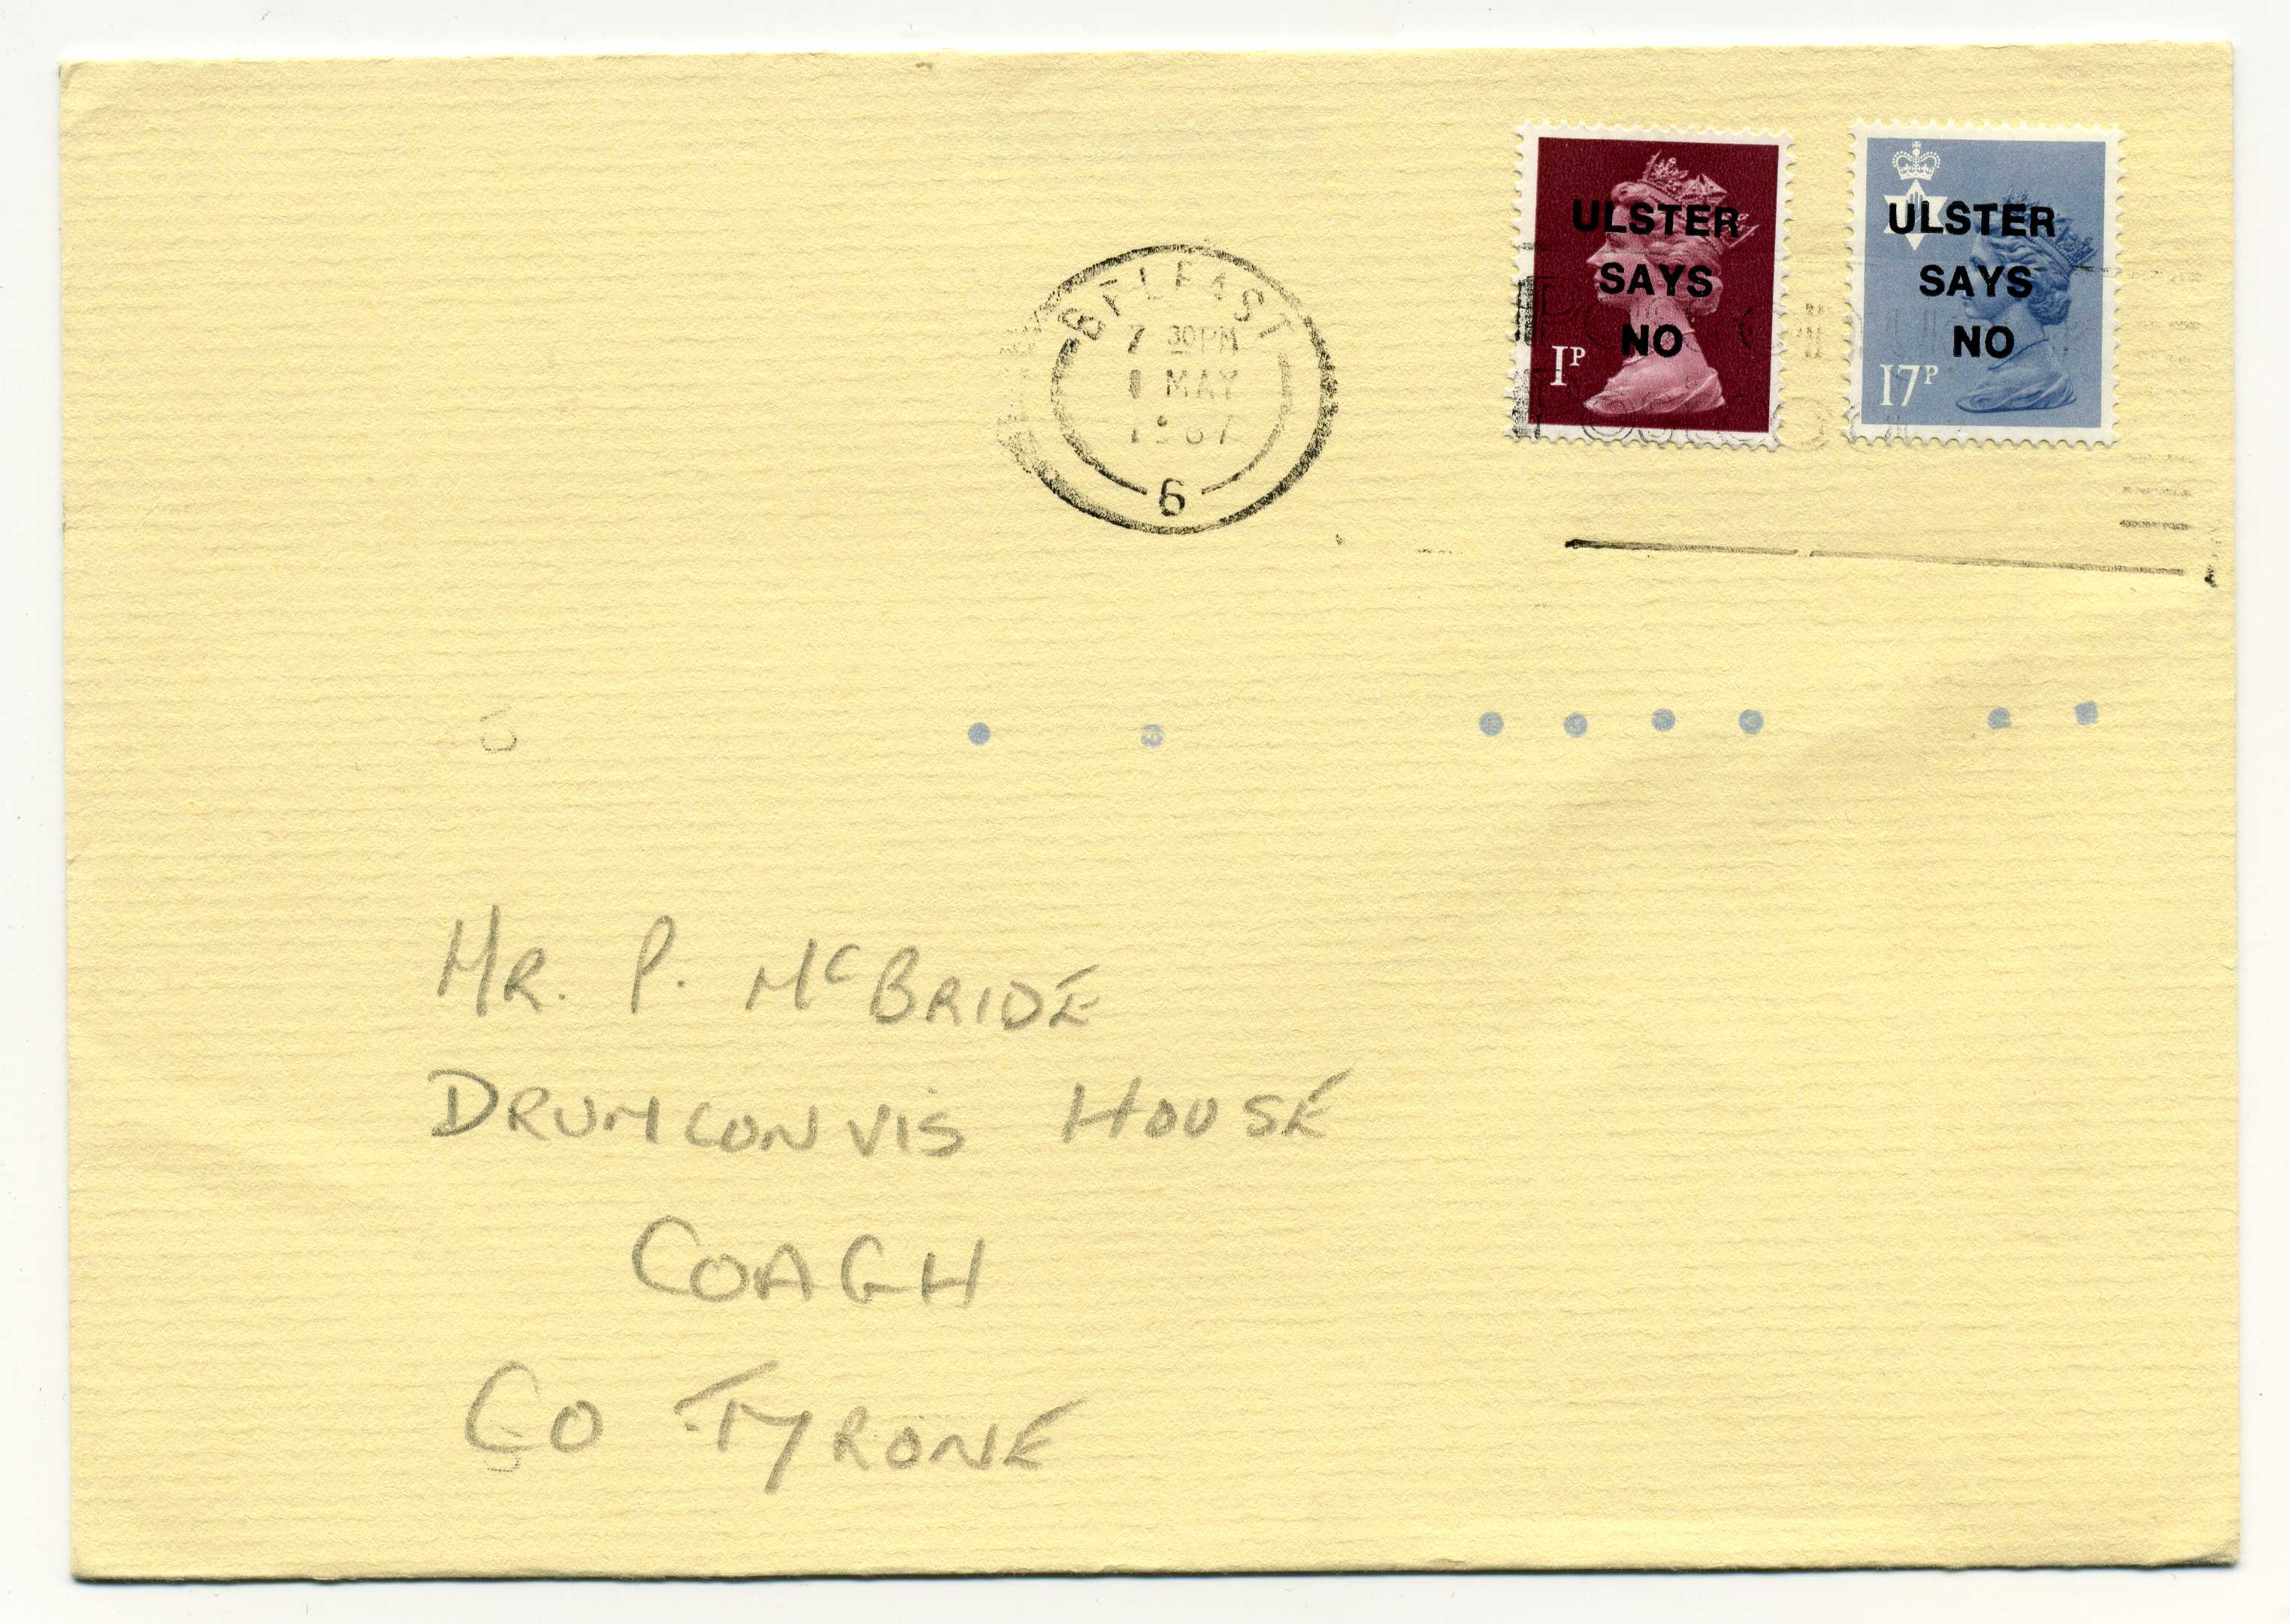 ULSTER
SAYS
NO
1P
ULSTER
SAYS
NO
17P
BELFAST
7 30PM
1 MAY
1987
6
MR. P. McBRIDE
DRUMCONVIS HOUSE
COAGH
CO TYRONE